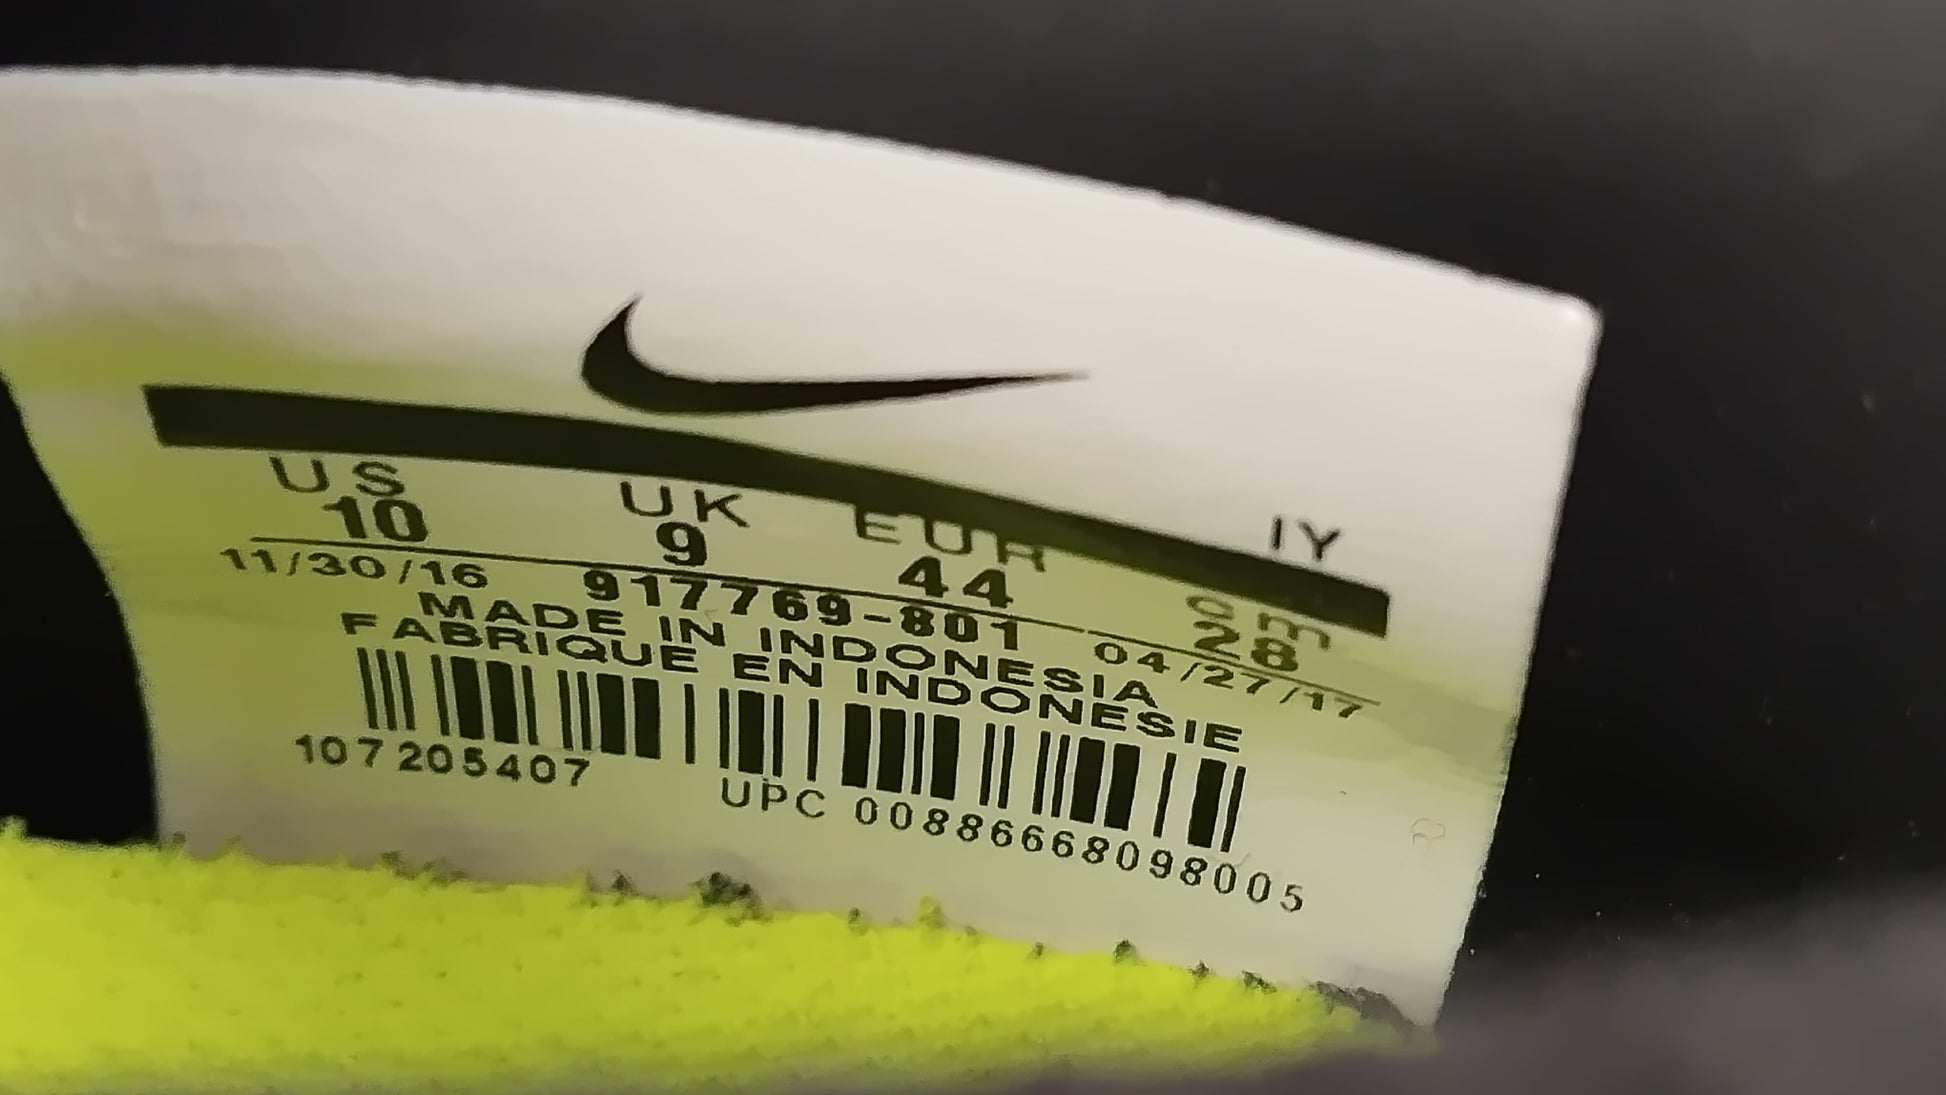 IY
US UK EUR cm
10 9 44 28
11/30/16 917769-801 04/27/17
MADE IN INDONESIA
FABRIQUE EN INDONESIE
107205407
UPC 00886668098005